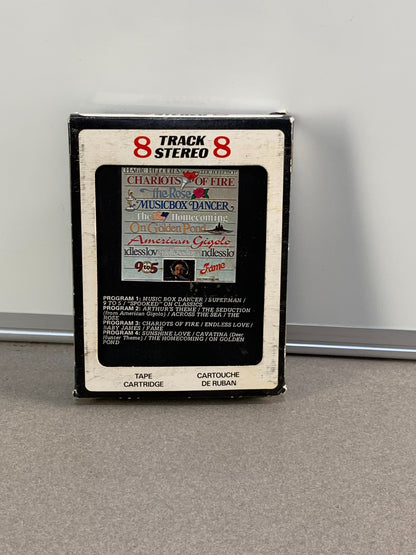 8 TRACK 8
STEREO
CHARIOTS OF FIRE
the Rose
MUSICBOX DANCER
The Homecoming
On Golden Pond
American Gigolo
ndlesslov ndlesslo
9 to 5 Fame
PROGRAM 1: MUSIC BOX DANCER / SUPERMAN /
9 TO 5 / "SPOOKED" ON CLASSICS
PROGRAM 2: ARTHUR'S THEME / THE SEDUCTION
(from American Gigolo) / ACROSS THE SEA / THE
ROSE
PROGRAM 3: CHARIOTS OF FIRE / ENDLESS LOVE /
BABY JAMES / FAME
PROGRAM 4: SUNSHINE LOVE / CAVATINA (Deer
Hunter Theme) / THE HOMECOMING / ON GOLDEN
POND
TAPE CARTOUCHE
CARTRIDGE DE RUBAN